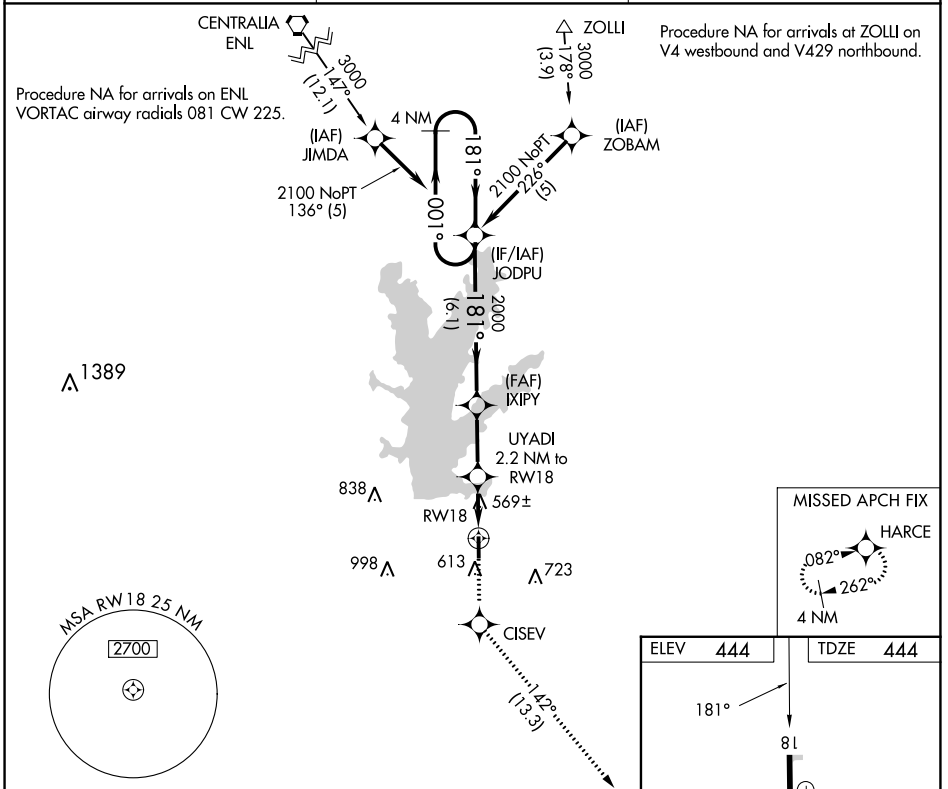 CENTRALIA
ENL
3000
147°
(12.1)
ZOLLI
3000
178°
(3.9)
Procedure NA for arrivals at ZOLLI on
V4 westbound and V429 northbound.
Procedure NA for arrivals on ENL
VORTAC airway radials 081 CW 225.
(IAF)
JIMDA
4 NM
181°
001°
(IAF)
ZOBAM
2100 NoPT
136° (5)
2100 NoPT
226°
(5)
(IF/IAF)
JODPU
2000
181°
(6.1)
1389
(FAF)
IXIPY
UYADI
2.2 NM to
RW18
838
569±
RW18
998
613
723
CISEV
142°
(13.3)
MISSED APCH FIX
HARCE
082°
262°
4 NM
MSA RW18 25 NM
2700
ELEV 444
TDZE 444
181°
18